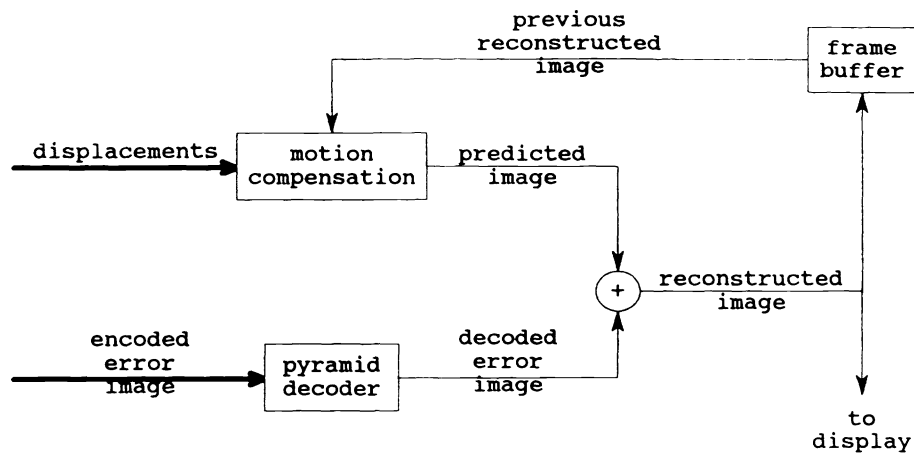 previous
reconstructed
image
frame
buffer
displacements
motion
compensation
predicted
image
+
reconstructed
image
encoded
error
image
pyramid
decoder
decoded
error
image
to
display